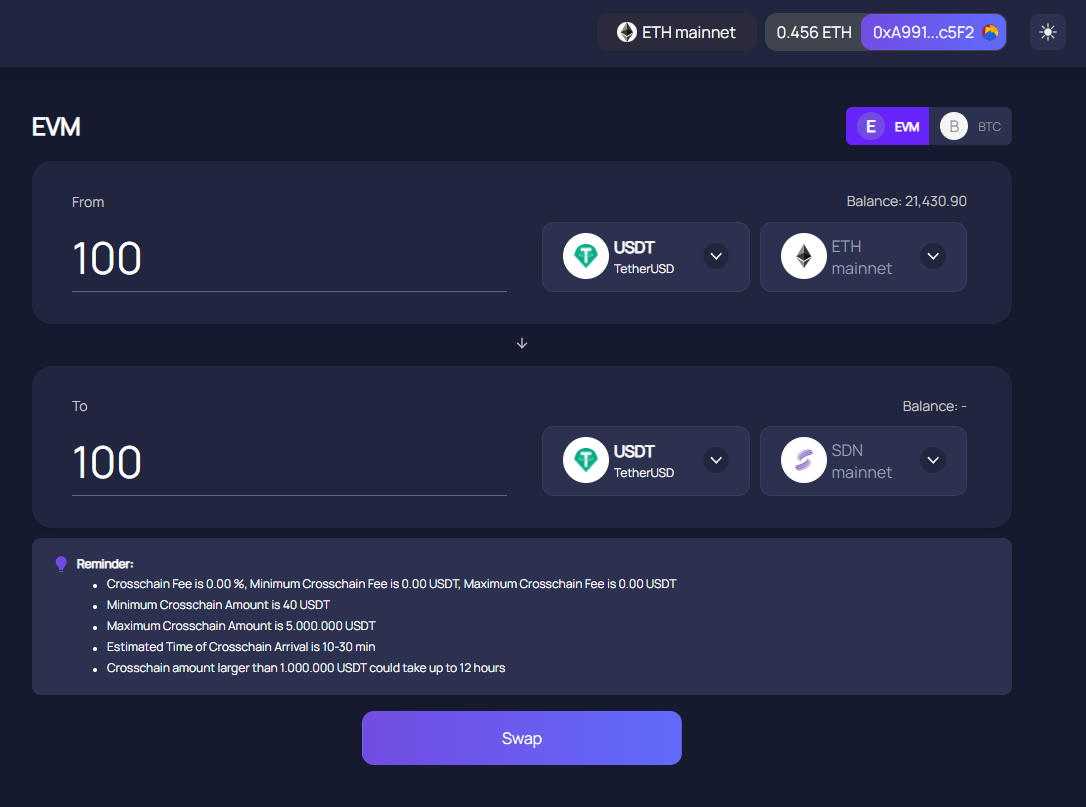 ETH mainnet 0.456 ETH 0xA991...c5F2
EVM E EVM B BTC
From Balance: 21,430.90
100 USDT TetherUSD ETH mainnet
To Balance: -
100 USDT TetherUSD SDN mainnet
Reminder:
Crosschain Fee is 0.00 %, Minimum Crosschain Fee is 0.00 USDT, Maximum Crosschain Fee is 0.00 USDT
Minimum Crosschain Amount is 40 USDT
Maximum Crosschain Amount is 5.000.000 USDT
Estimated Time of Crosschain Arrival is 10-30 min
Crosschain amount larger than 1.000.000 USDT could take up to 12 hours
Swap